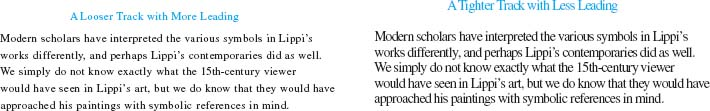 A Looser Track with More Leading
Modern scholars have interpreted the various symbols in Lippi's
works differently, and perhaps Lippi's contemporaries did as well.
We simply do not know exactly what the 15th-century viewer
would have seen in Lippi's art, but we do know that they would have
approached his paintings with symbolic references in mind.
A Tighter Track with Less Leading
Modern scholars have interpreted the various symbols in Lippi's
works differently, and perhaps Lippi's contemporaries did as well.
We simply do not know exactly what the 15th-century viewer
would have seen in Lippi's art, but we do know that they would have
approached his paintings with symbolic references in mind.